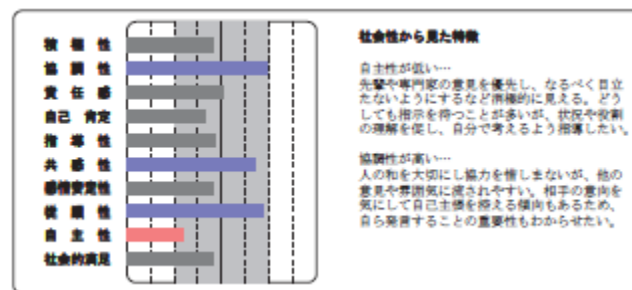 積極性
協調性
責任感
自己肯定
指導性
共感性
感情安定性
従順性
自主性
社会的満足
社会性から見た特徴
自主性が低い…
先輩や専門家の意見を優先し、なるべく目立
たないようにするなど消極的に見える。どう
しても指示を待つことが多いが、状況や役割
の理解を促し、自分で考えるよう指導したい。
協調性が高い…
人の和を大切にし協力を惜しまないが、他の
意見や雰囲気に流されやすい。相手の意向を
気にして自己主張を控える傾向もあるため、
自ら発言することの重要性もわからせたい。